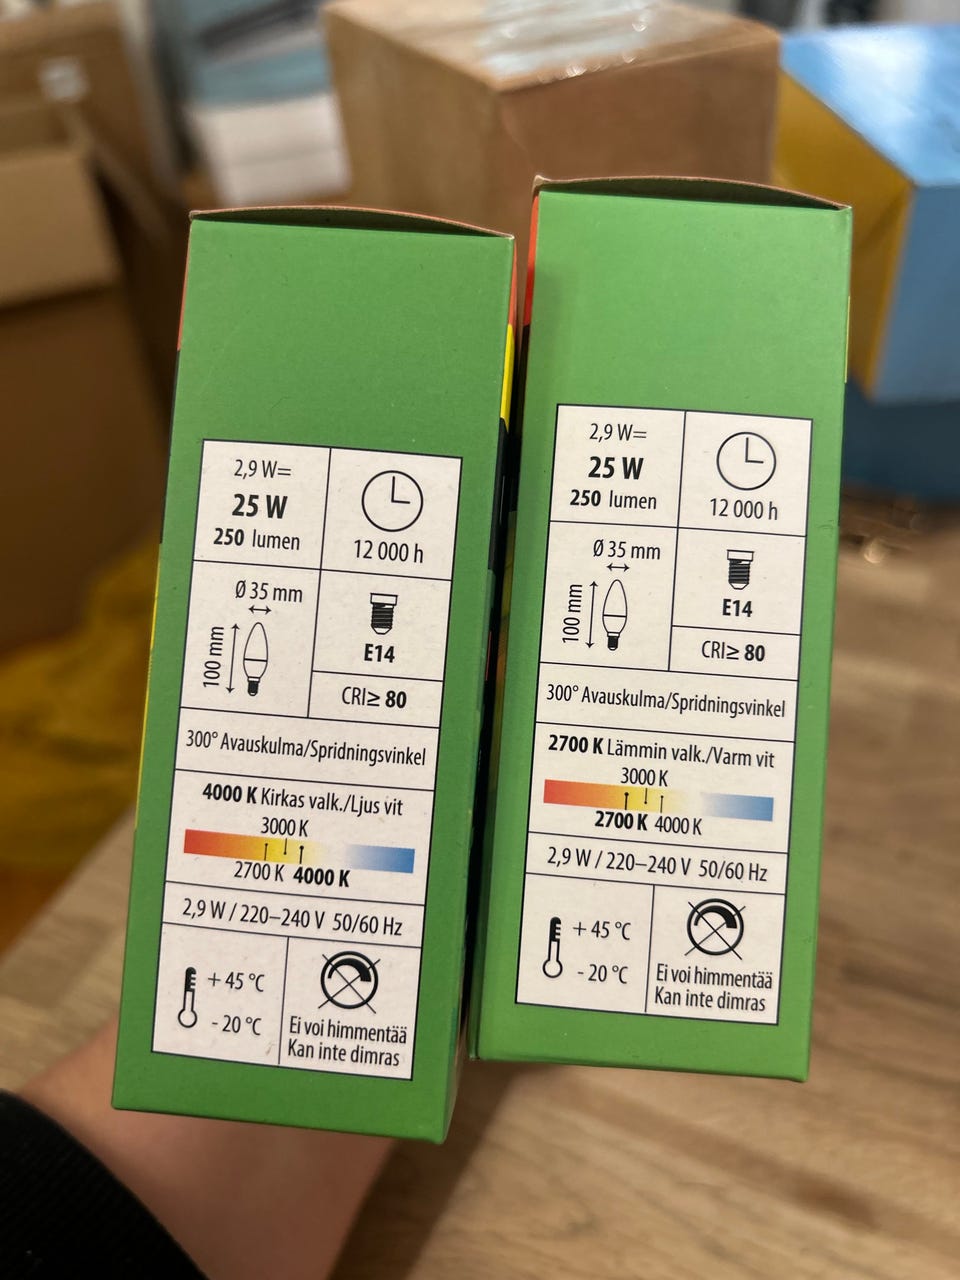 2,9 W=
25 W
250 lumen
12 000 h
Ø 35 mm
100 mm
E14
CRI≥ 80
300° Avauskulma/Spridningsvinkel
4000 K Kirkas valk./Ljus vit
3000 K
2700 K 4000 K
2,9 W / 220–240 V 50/60 Hz
+ 45 °C
- 20 °C
Ei voi himmentää
Kan inte dimras
2,9 W=
25 W
250 lumen
12 000 h
Ø 35 mm
100 mm
E14
CRI≥ 80
300° Avauskulma/Spridningsvinkel
2700 K Lämmin valk./Varm vit
3000 K
2700 K 4000 K
2,9 W / 220–240 V 50/60 Hz
+ 45 °C
- 20 °C
Ei voi himmentää
Kan inte dimras